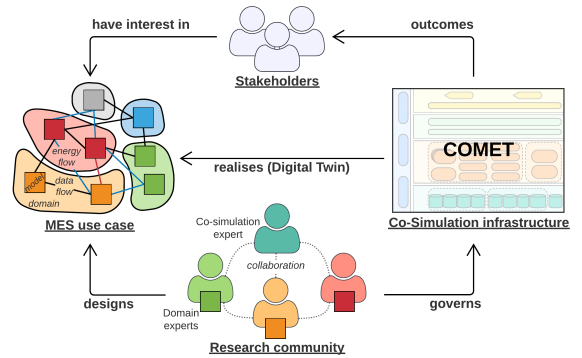 have interest in
outcomes
Stakeholders
energy
flow
model
data
flow
domain
MES use case
realises (Digital Twin)
COMET
Co-Simulation infrastructure
Co-simulation
expert
collaboration
designs
Domain
experts
governs
Research community